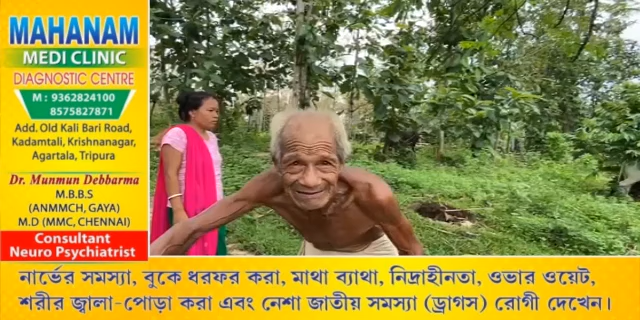 MAHANAM
MEDI CLINIC
DIAGNOSTIC CENTRE
M : 9362824100
8575827871
Add. Old Kali Bari Road,
Kadamtali, Krishnanagar,
Agartala, Tripura
Dr. Munmun Debbarma
M.B.B.S
(ANMMCH, GAYA)
M.D (MMC, CHENNAI)
Consultant
Neuro Psychiatrist
নার্ভের সমস্যা, বুকে ধরফর করা, মাথা ব্যাথা, নিদ্রাহীনতা, ওভার ওয়েট,
শরীর জ্বালা-পোড়া করা এবং নেশা জাতীয় সমস্যা (ড্রাগস) রোগী দেখেন।